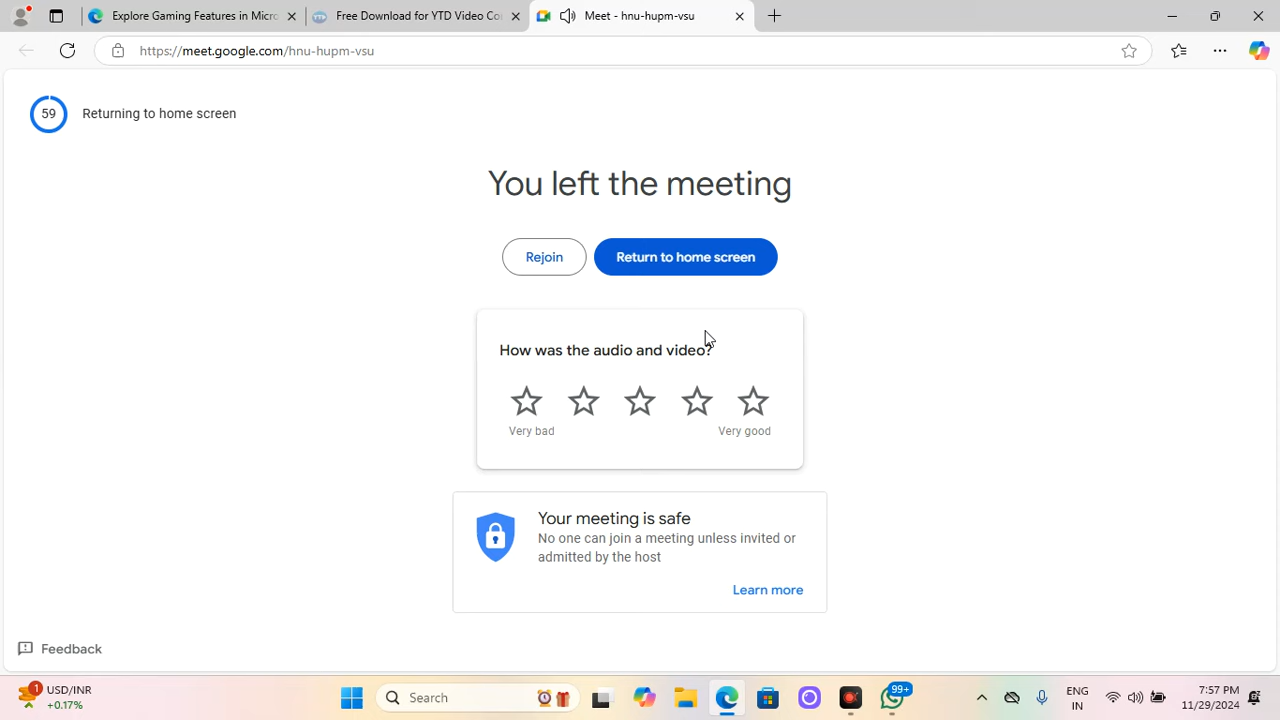 Explore Gaming Features in Micro
Free Download for YTD Video Co
Meet - hnu-hupm-vsu
https://meet.google.com/hnu-hupm-vsu
59
Returning to home screen
You left the meeting
Rejoin
Return to home screen
How was the audio and video?
Very bad
Very good
Your meeting is safe
No one can join a meeting unless invited or
admitted by the host
Learn more
Feedback
1
USD/INR
+0.17%
Search
99+
ENG
IN
7:57 PM
11/29/2024